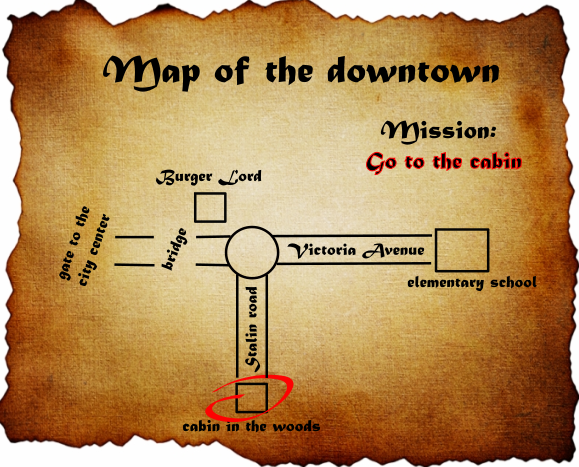 Map of the downtown
Mission:
Go to the cabin
Burger Lord
gate to the
city center
bridge
Victoria Avenue
elementary school
Stalin road
cabin in the woods